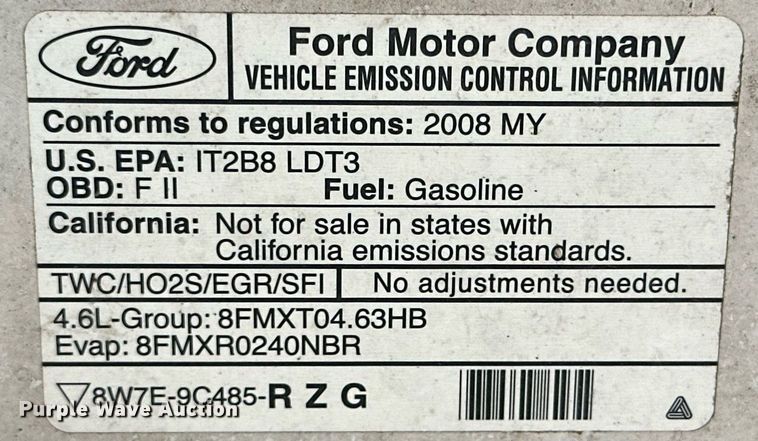 Ford
Ford Motor Company
VEHICLE EMISSION CONTROL INFORMATION
Conforms to regulations: 2008 MY
U.S. EPA: IT2B8 LDT3
OBD: F II Fuel: Gasoline
California: Not for sale in states with
California emissions standards.
TWC/HO2S/EGR/SFI No adjustments needed.
4.6L-Group: 8FMXT04.63HB
Evap: 8FMXR0240NBR
8W7E-9C485-R Z G
Purple Wave Auction